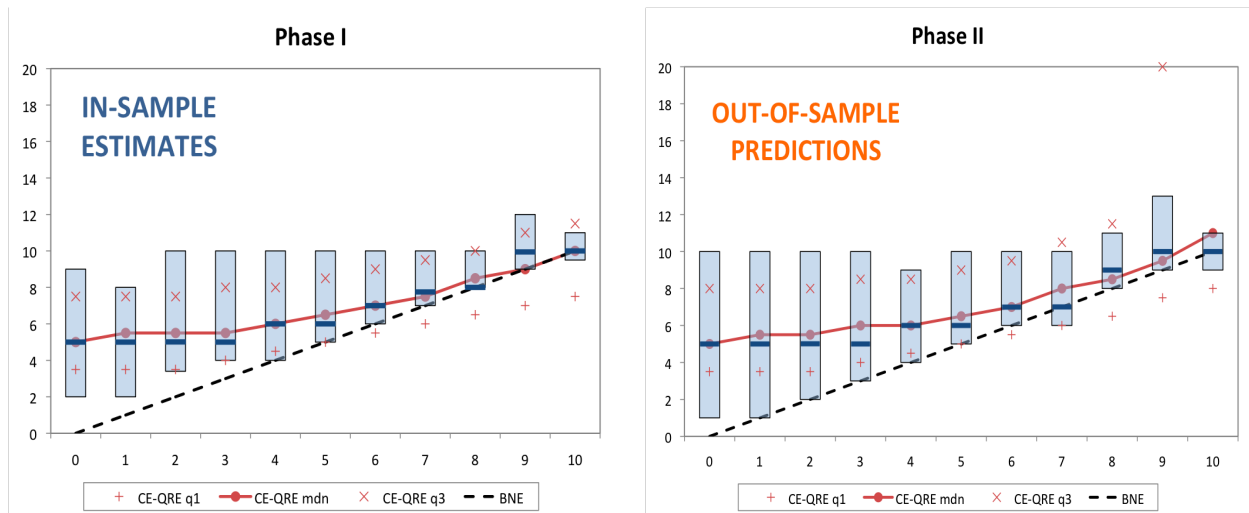 Phase I
20
18
16
14
12
10
8
6
4
2
0
IN-SAMPLE
ESTIMATES
0 1 2 3 4 5 6 7 8 9 10
CE-QRE q1 CE-QRE mdn CE-QRE q3 BNE
Phase II
20
18
16
14
12
10
8
6
4
2
0
OUT-OF-SAMPLE
PREDICTIONS
0 1 2 3 4 5 6 7 8 9 10
CE-QRE q1 CE-QRE mdn CE-QRE q3 BNE